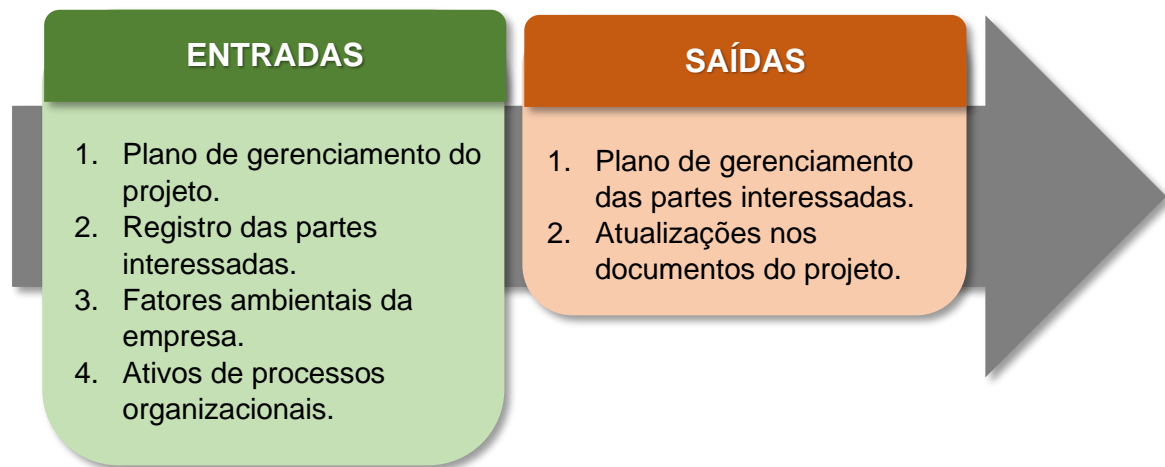 ENTRADAS
1. Plano de gerenciamento do
projeto.
2. Registro das partes
interessadas.
3. Fatores ambientais da
empresa.
4. Ativos de processos
organizacionais.
SAÍDAS
1. Plano de gerenciamento
das partes interessadas.
2. Atualizações nos
documentos do projeto.